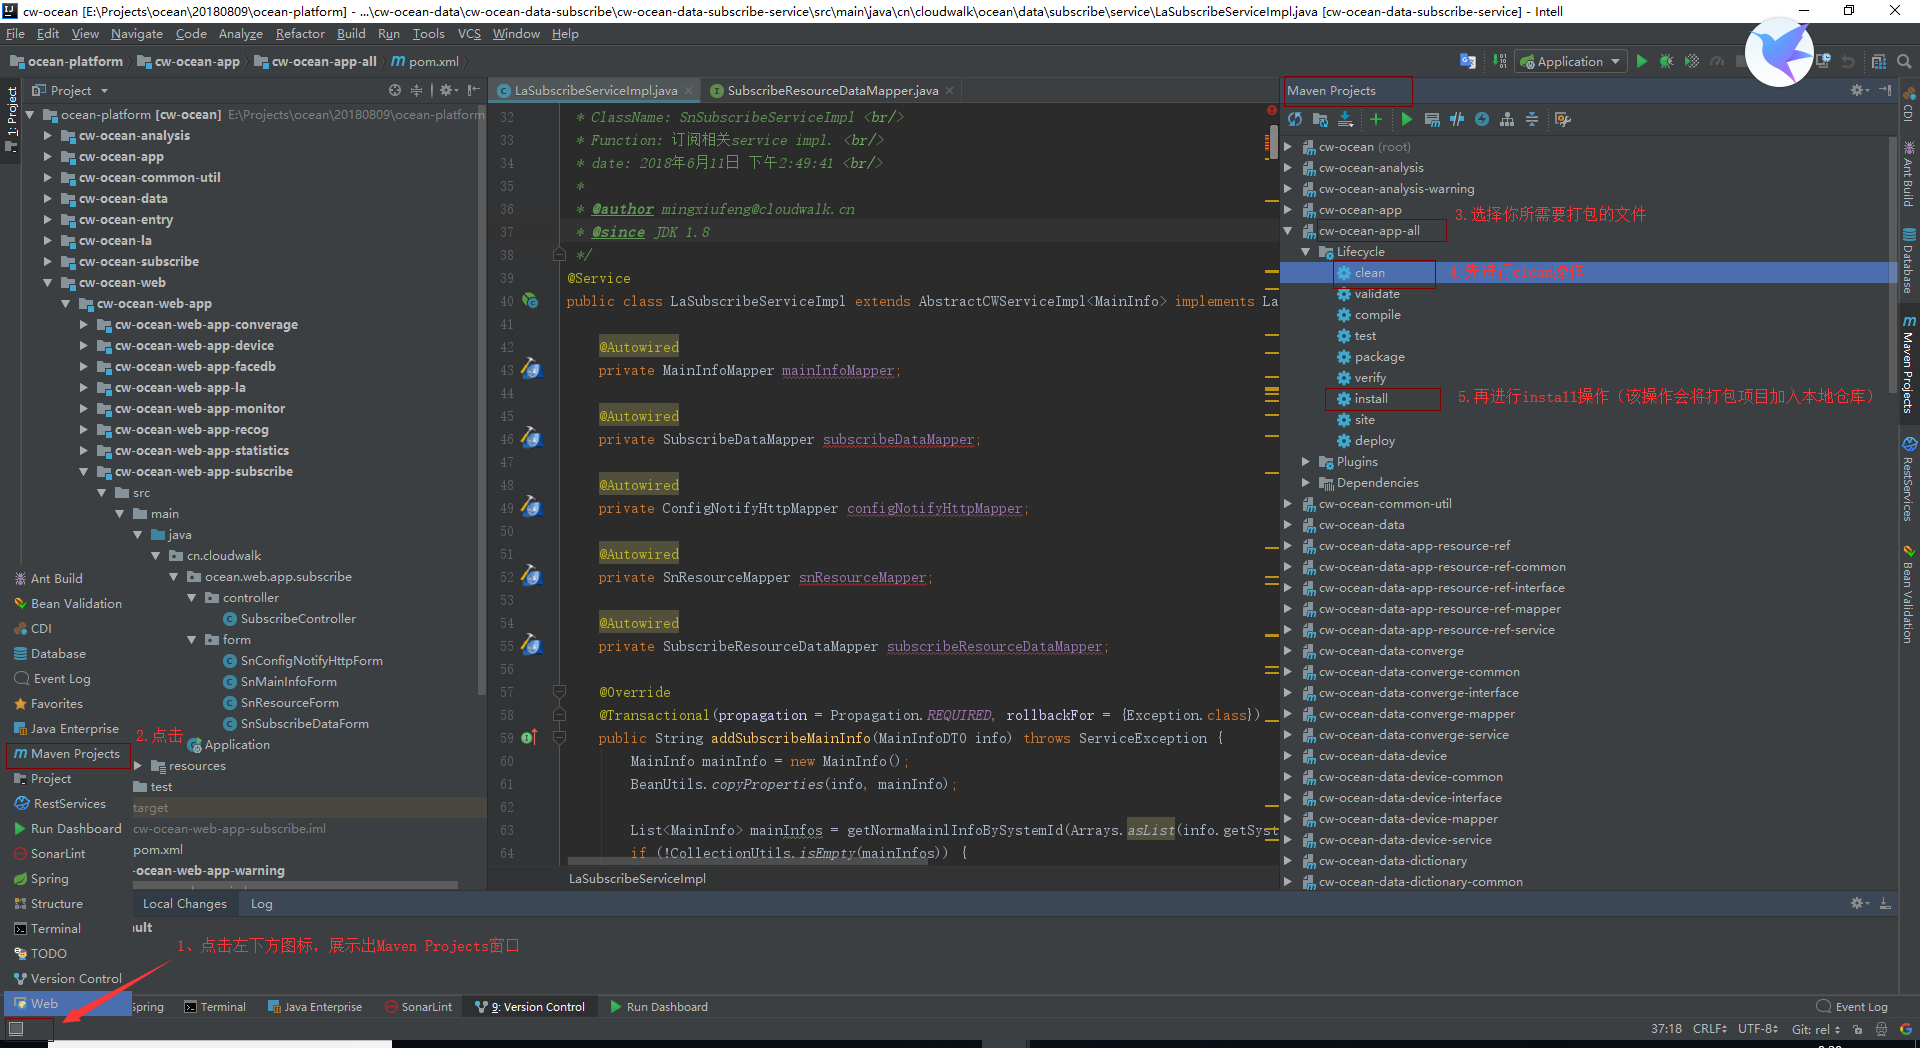 cw-ocean [E:\Projects\ocean\20180809\ocean-platform] - ...\cw-ocean-data\cw-ocean-data-subscribe\cw-ocean-data-subscribe-service\src\main\java\cn\cloudwalk\ocean\data\subscribe\service\LaSubscribeServiceImpl.java [cw-ocean-data-subscribe-service] - Intell
File Edit View Navigate Code Analyze Refactor Build Run Tools VCS Window Help
ocean-platform cw-ocean-app cw-ocean-app-all pom.xml
Application
1: Project
Project
ocean-platform [cw-ocean] E:\Projects\ocean\20180809\ocean-platform
cw-ocean-analysis
cw-ocean-app
cw-ocean-common-util
cw-ocean-data
cw-ocean-entry
cw-ocean-la
cw-ocean-subscribe
cw-ocean-web
cw-ocean-web-app
cw-ocean-web-app-converage
cw-ocean-web-app-device
cw-ocean-web-app-facedb
cw-ocean-web-app-la
cw-ocean-web-app-monitor
cw-ocean-web-app-recog
cw-ocean-web-app-statistics
cw-ocean-web-app-subscribe
src
main
java
cn.cloudwalk
ocean.web.app.subscribe
controller
SubscribeController
form
SnConfigNotifyHttpForm
SnMainInfoForm
SnResourceForm
SnSubscribeDataForm
Application
resources
test
target
cw-ocean-web-app-subscribe.iml
pom.xml
-ocean-web-app-warning
Ant Build
Bean Validation
CDI
Database
Event Log
Favorites
Java Enterprise
Maven Projects
2.点击
Project
RestServices
Run Dashboard
SonarLint
Spring
Structure
Terminal
TODO
Version Control
Web
LaSubscribeServiceImpl.java SubscribeResourceDataMapper.java
32 * ClassName: SnSubscribeServiceImpl <br/>
33 * Function: 订阅相关service impl. <br/>
34 * date: 2018年6月11日 下午2:49:41 <br/>
35 *
36 * @author mingxiufeng@cloudwalk.cn
37 * @since JDK 1.8
38 */
39 @Service
40 public class LaSubscribeServiceImpl extends AbstractCWServiceImpl<MainInfo> implements La
41
42 @Autowired
43 private MainInfoMapper mainInfoMapper;
44
45 @Autowired
46 private SubscribeDataMapper subscribeDataMapper;
47
48 @Autowired
49 private ConfigNotifyHttpMapper configNotifyHttpMapper;
50
51 @Autowired
52 private SnResourceMapper snResourceMapper;
53
54 @Autowired
55 private SubscribeResourceDataMapper subscribeResourceDataMapper;
56
57 @Override
58 @Transactional(propagation = Propagation.REQUIRED, rollbackFor = {Exception.class})
59 public String addSubscribeMainInfo(MainInfoDTO info) throws ServiceException {
60 MainInfo mainInfo = new MainInfo();
61 BeanUtils.copyProperties(info, mainInfo);
62
63 List<MainInfo> mainInfos = getNormaMainlInfoBySystemId(Arrays.asList(info.getSyst
64 if (!CollectionUtils.isEmpty(mainInfos)) {
LaSubscribeServiceImpl
Maven Projects
cw-ocean (root)
cw-ocean-analysis
cw-ocean-analysis-warning
cw-ocean-app
3.选择你所需要打包的文件
cw-ocean-app-all
Lifecycle
clean
4.先进行clean操作
validate
compile
test
package
verify
install
5.再进行install操作（该操作会将打包项目加入本地仓库）
site
deploy
Plugins
Dependencies
cw-ocean-common-util
cw-ocean-data
cw-ocean-data-app-resource-ref
cw-ocean-data-app-resource-ref-common
cw-ocean-data-app-resource-ref-interface
cw-ocean-data-app-resource-ref-mapper
cw-ocean-data-app-resource-ref-service
cw-ocean-data-converge
cw-ocean-data-converge-common
cw-ocean-data-converge-interface
cw-ocean-data-converge-mapper
cw-ocean-data-converge-service
cw-ocean-data-device
cw-ocean-data-device-common
cw-ocean-data-device-interface
cw-ocean-data-device-mapper
cw-ocean-data-device-service
cw-ocean-data-dictionary
cw-ocean-data-dictionary-common
CDI
Ant Build
Database
Maven Projects
RestServices
Bean Validation
Local Changes Log
ault
1、点击左下方图标，展示出Maven Projects窗口
Spring Terminal Java Enterprise SonarLint 9: Version Control Run Dashboard Event Log
37:18 CRLF UTF-8 Git: rel